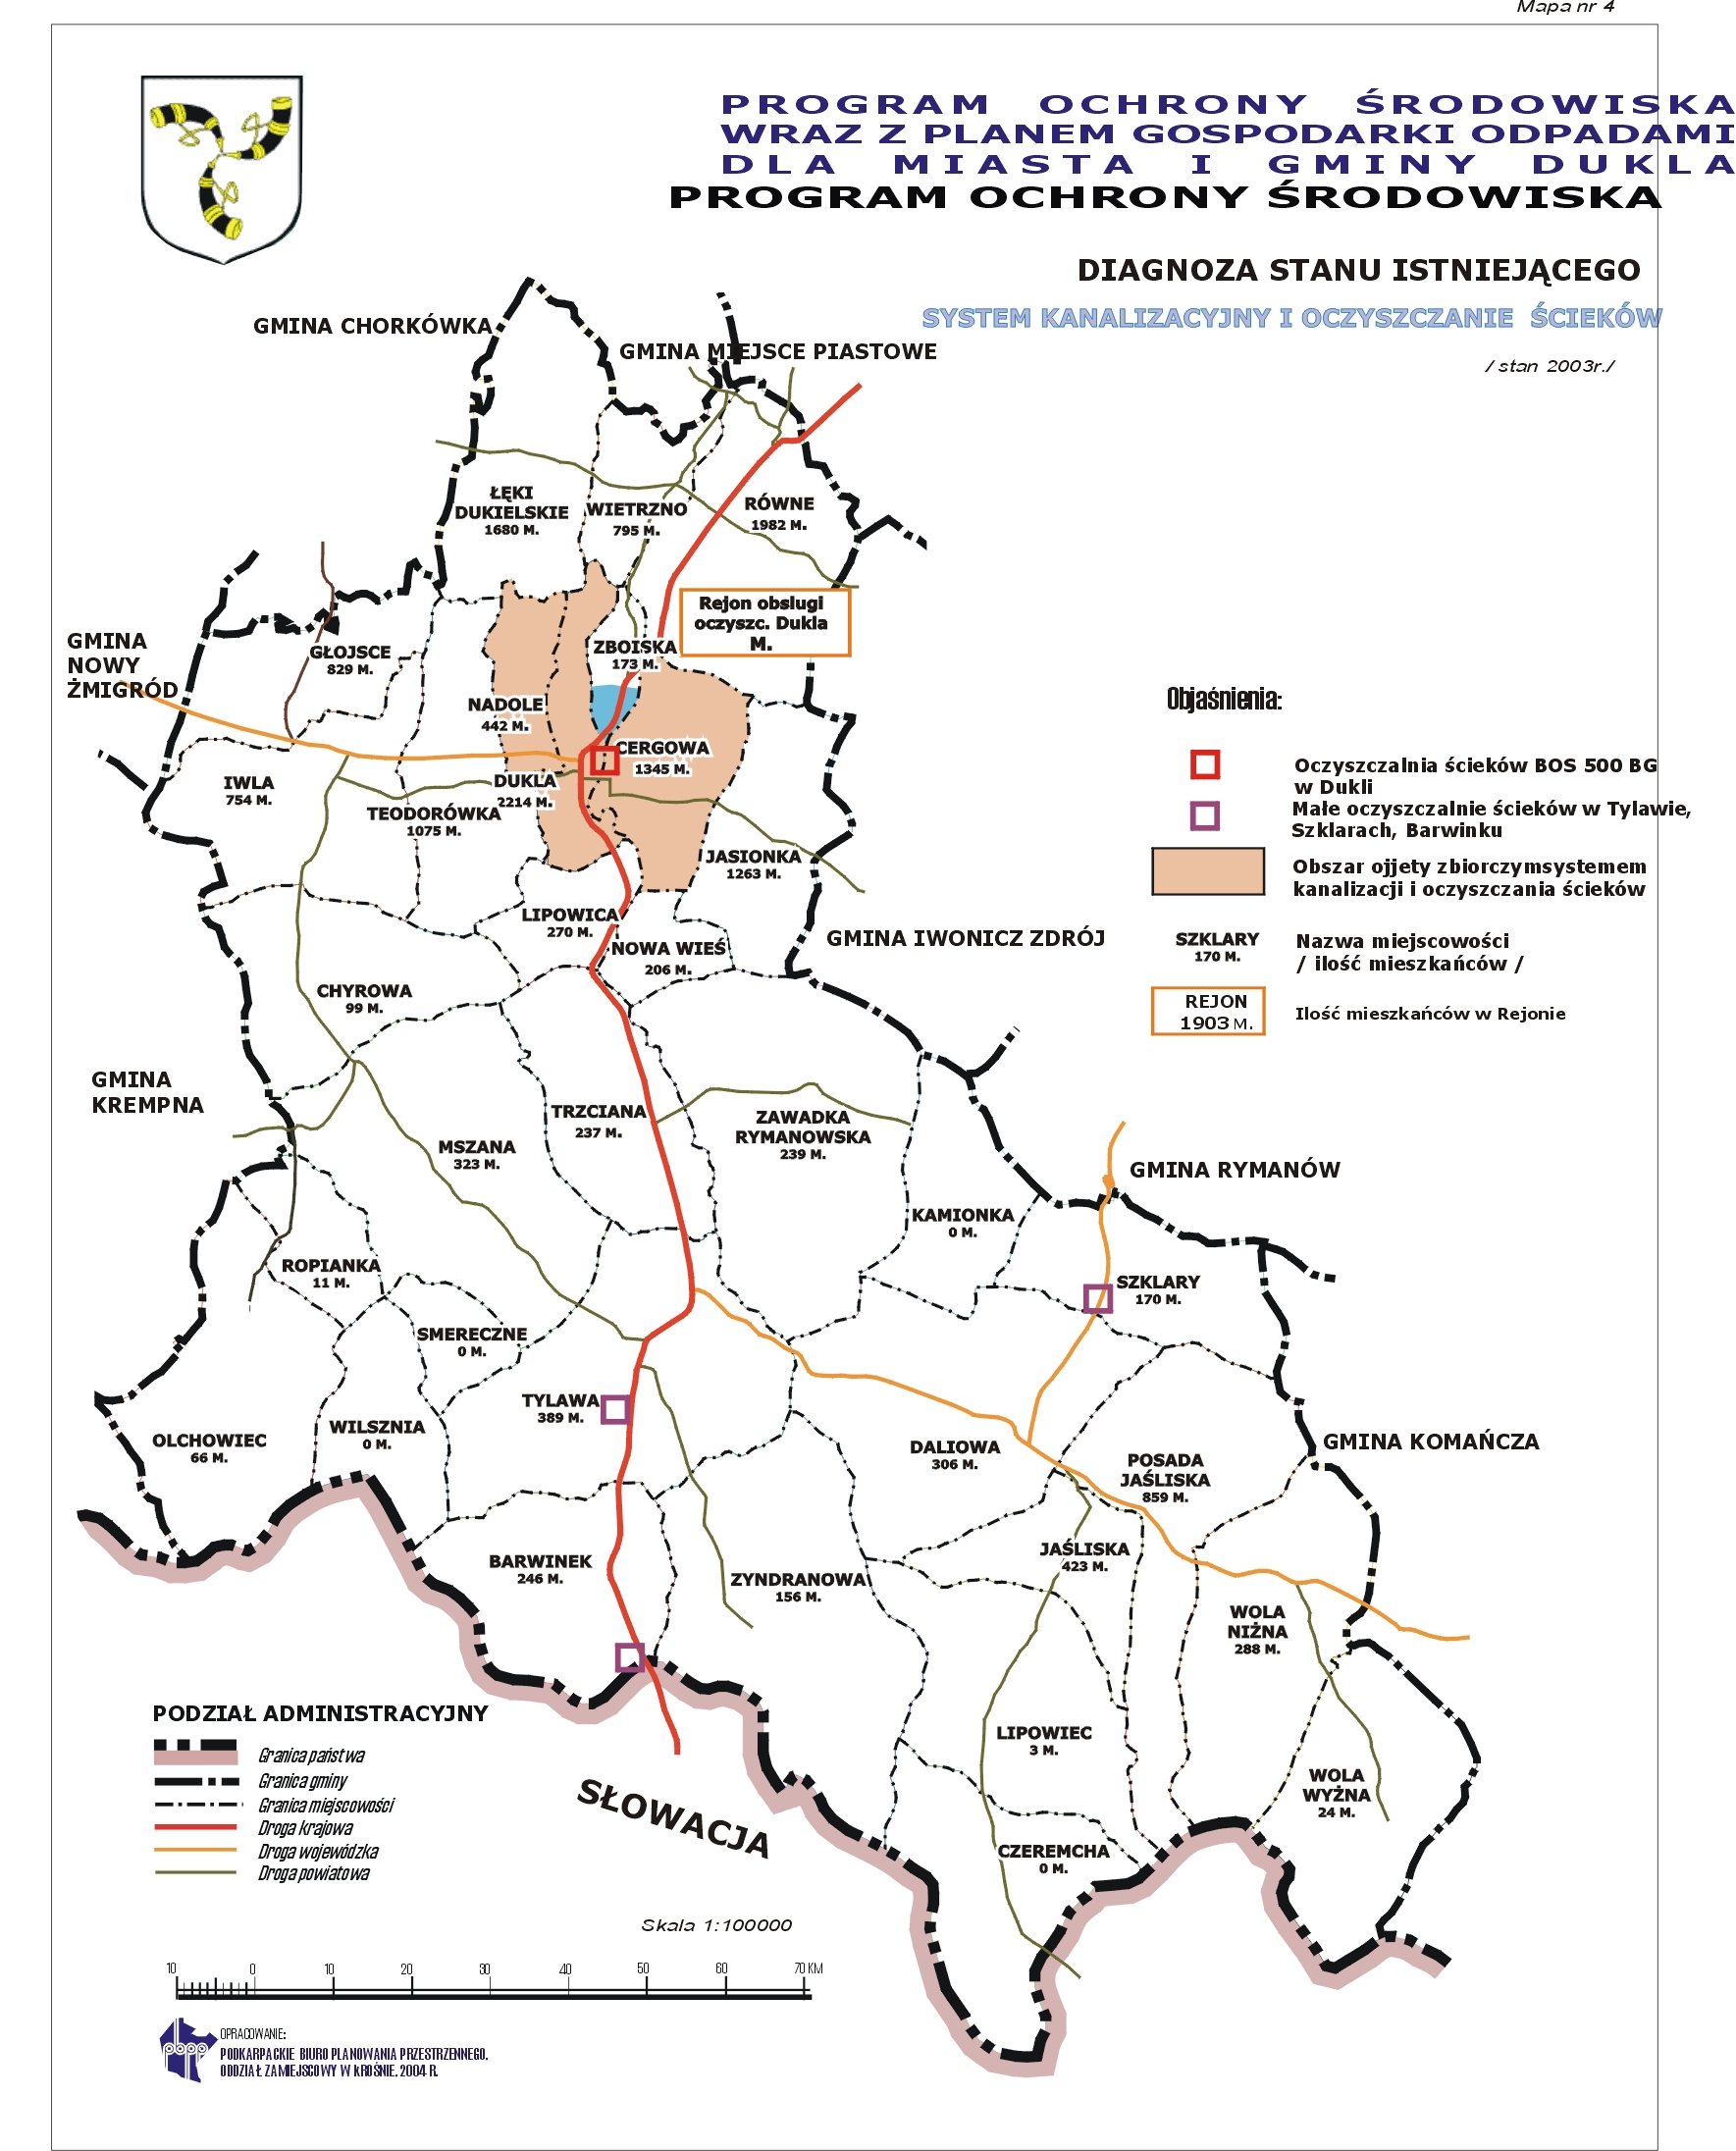 Mapa nr 4
PROGRAM OCHRONY ŚRODOWISKA
WRAZ Z PLANEM GOSPODARKI ODPADAMI
DLA MIASTA I GMINY DUKLA
PROGRAM OCHRONY ŚRODOWISKA
DIAGNOZA STANU ISTNIEJĄCEGO
SYSTEM KANALIZACYJNY I OCZYSZCZANIE ŚCIEKÓW
/ stan 2003r./
GMINA CHORKÓWKA
GMINA MIEJSCE PIASTOWE
ŁĘKI
DUKIELSKIE
1680 M.
WIETRZNO
795 M.
RÓWNE
1982 M.
Rejon obslugi
oczyszc. Dukla
M.
GMINA
NOWY
ŻMIGRÓD
GŁOJSCE
829 M.
ZBOISKA
173 M.
NADOLE
442 M.
CERGOWA
1345 M.
IWLA
754 M.
DUKLA
2214 M.
TEODORÓWKA
1075 M.
JASIONKA
1263 M.
LIPOWICA
270 M.
NOWA WIEŚ
206 M.
GMINA IWONICZ ZDRÓJ
CHYROWA
99 M.
Objaśnienia:
Oczyszczalnia ścieków BOS 500 BG
w Dukli
Małe oczyszczalnie ścieków w Tylawie,
Szklarach, Barwinku
Obszar ojjety zbiorczymsystemem
kanalizacji i oczyszczania ścieków
SZKLARY
170 M.
Nazwa miejscowości
/ ilość mieszkańców /
REJON
1903 M.
Ilość mieszkańców w Rejonie
GMINA
KREMPNA
TRZCIANA
237 M.
ZAWADKA
RYMANOWSKA
239 M.
MSZANA
323 M.
GMINA RYMANÓW
KAMIONKA
0 M.
ROPIANKA
11 M.
SZKLARY
170 M.
SMERECZNE
0 M.
TYLAWA
389 M.
OLCHOWIEC
66 M.
WILSZNIA
0 M.
DALIOWA
306 M.
POSADA
JAŚLISKA
859 M.
GMINA KOMAŃCZA
BARWINEK
246 M.
ZYNDRANOWA
156 M.
JAŚLISKA
423 M.
WOLA
NIŻNA
288 M.
LIPOWIEC
3 M.
WOLA
WYŻNA
24 M.
CZEREMCHA
0 M.
SŁOWACJA
PODZIAŁ ADMINISTRACYJNY
Granica państwa
Granica gminy
Granica miejscowości
Droga krajowa
Droga wojewódzka
Droga powiatowa
Skala 1:100000
10 0 10 20 30 40 50 60 70 KM
OPRACOWANIE:
PODKARPACKIE BIURO PLANOWANIA PRZESTRZENNEGO,
ODDZIAŁ ZAMIEJSCOWY W KROŚNIE, 2004 R.